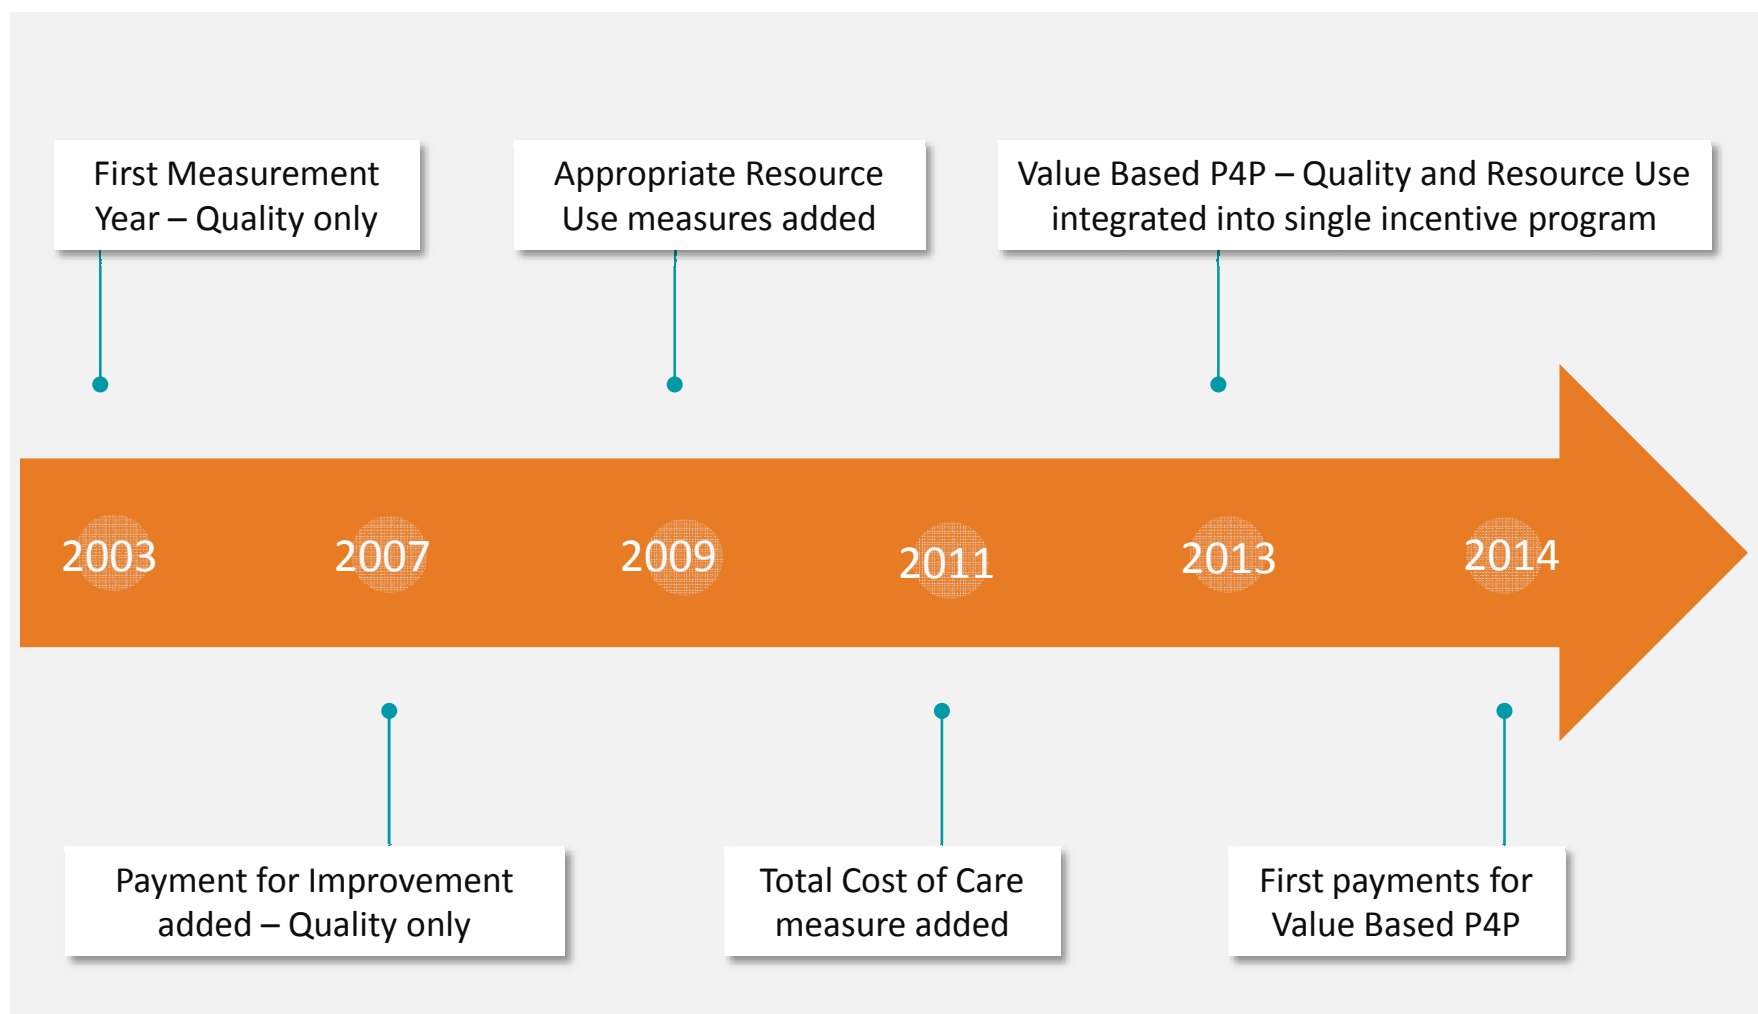 First Measurement
Year – Quality only
Appropriate Resource
Use measures added
Value Based P4P – Quality and Resource Use
integrated into single incentive program
2003
2007
2009
2011
2013
2014
Payment for Improvement
added – Quality only
Total Cost of Care
measure added
First payments for
Value Based P4P